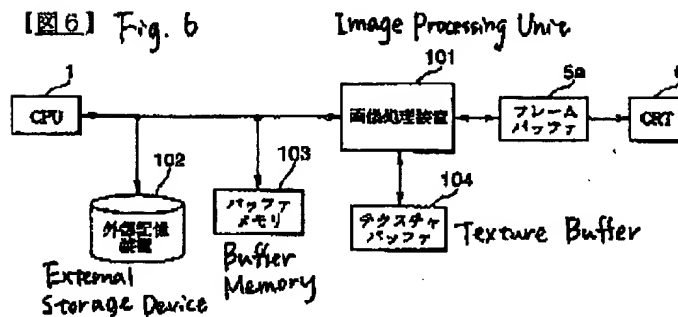 【図6】 Fig. 6
Image Processing Unit
1
101
5a
6
CPU
画像処理装置
フレーム
バッファ
CRT
102
103
104
外部記憶
装置
バッファ
メモリ
テクスチャ
バッファ
Texture Buffer
External
Storage Device
Buffer
Memory